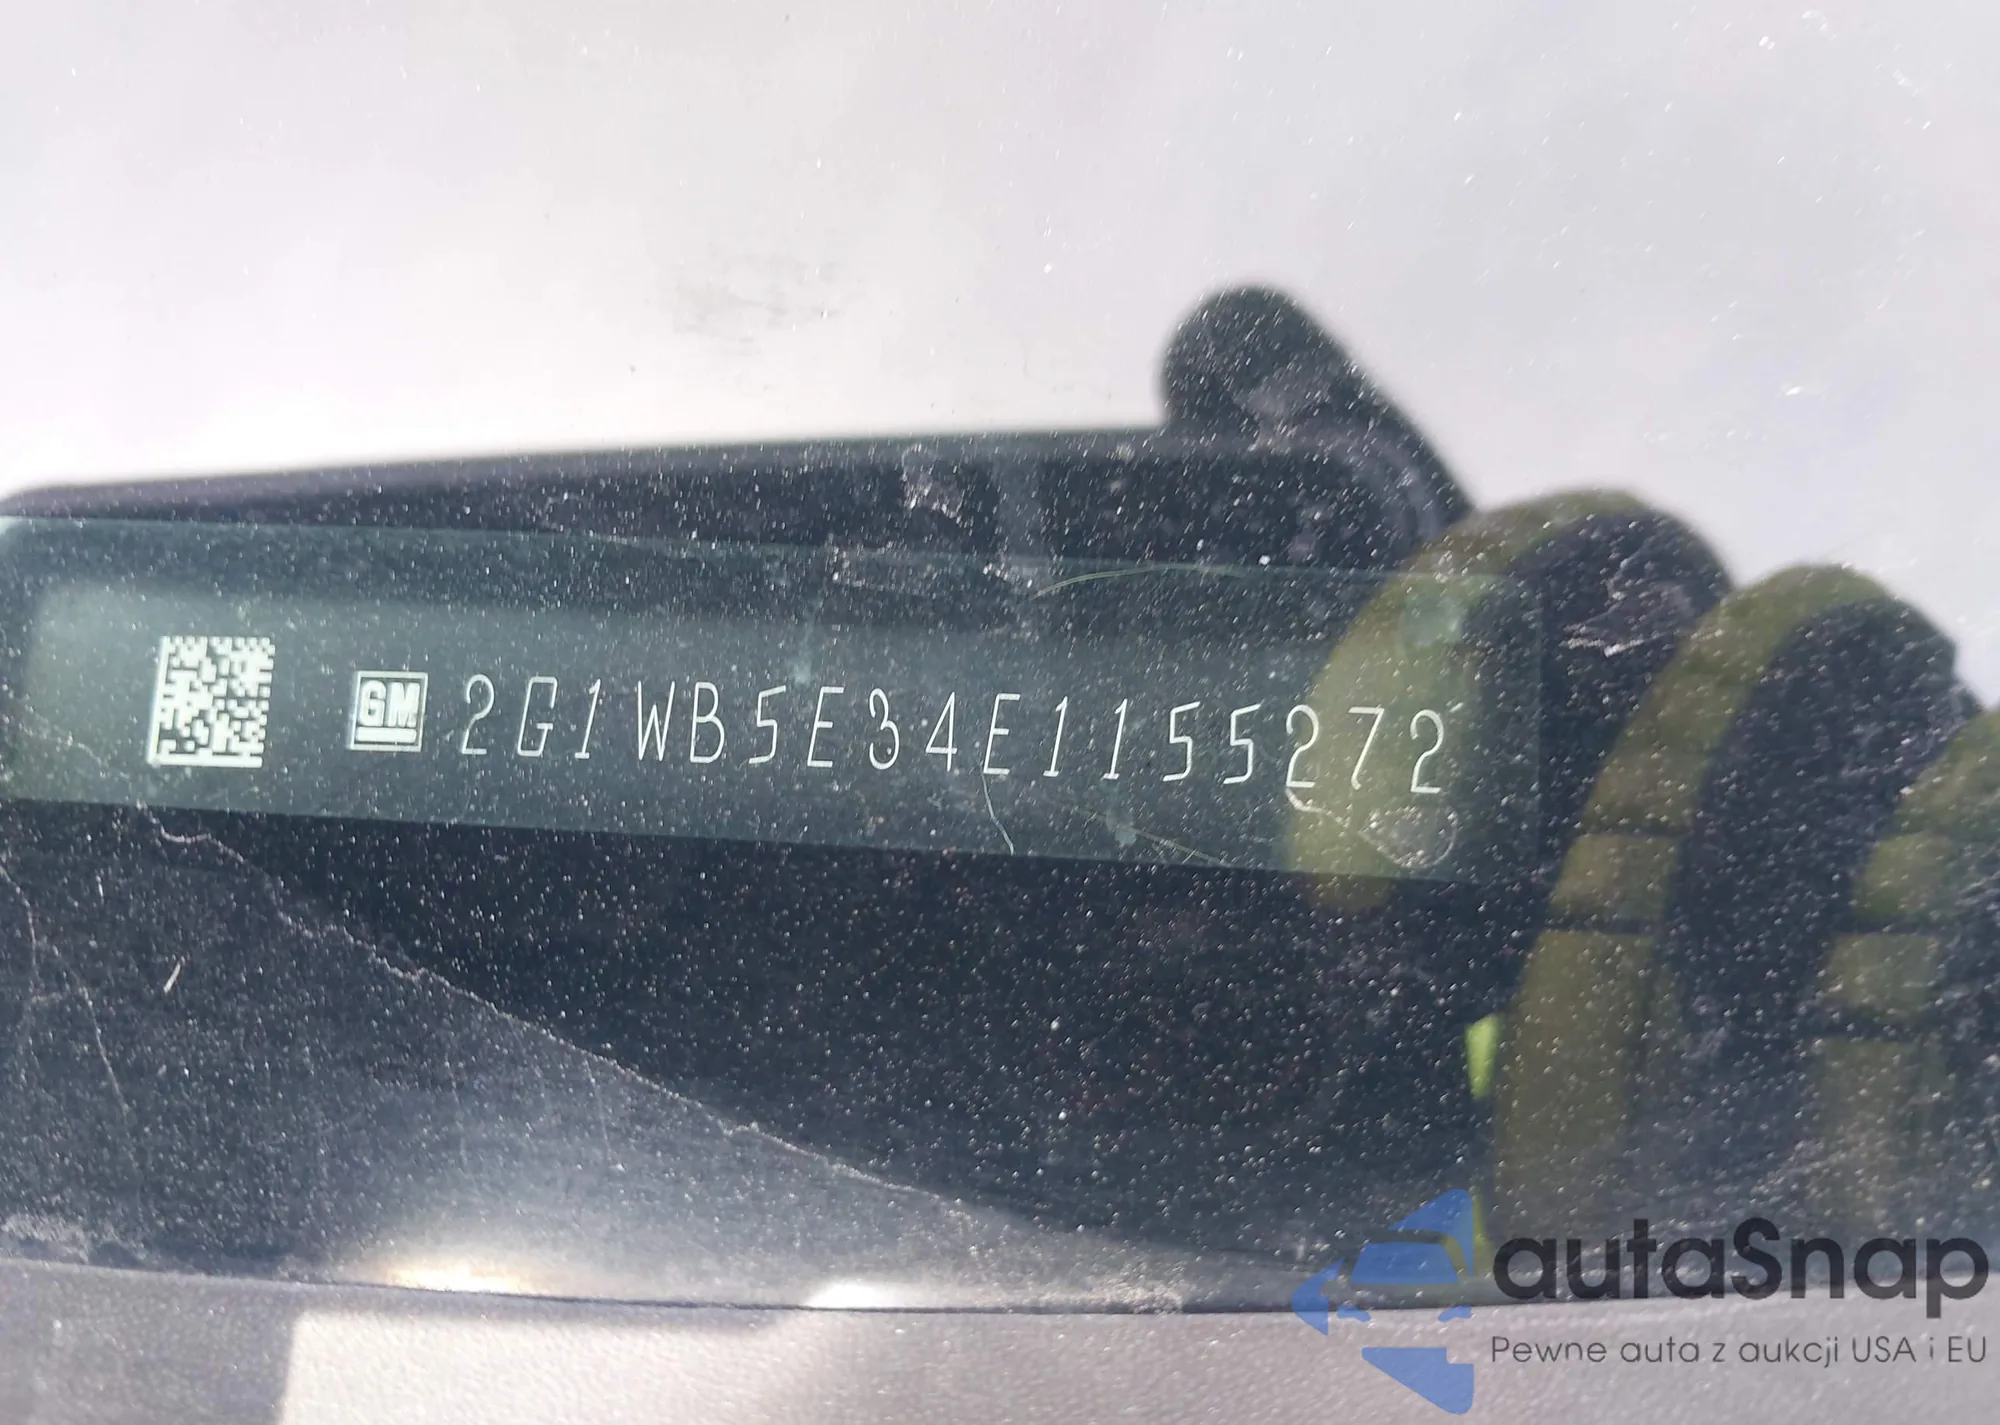 GM 2G1WB5E34E1155272
autaSnap
Pewne auta z aukcji USA i EU